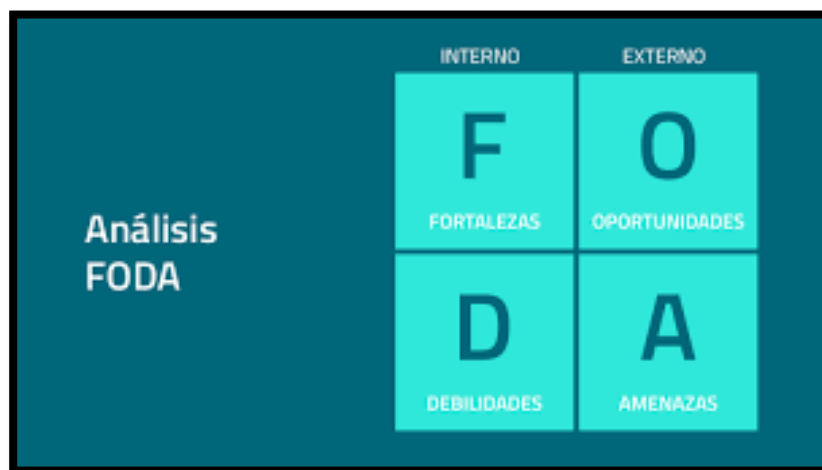 Análisis
FODA
INTERNO
EXTERNO
F
FORTALEZAS
O
OPORTUNIDADES
D
DEBILIDADES
A
AMENAZAS